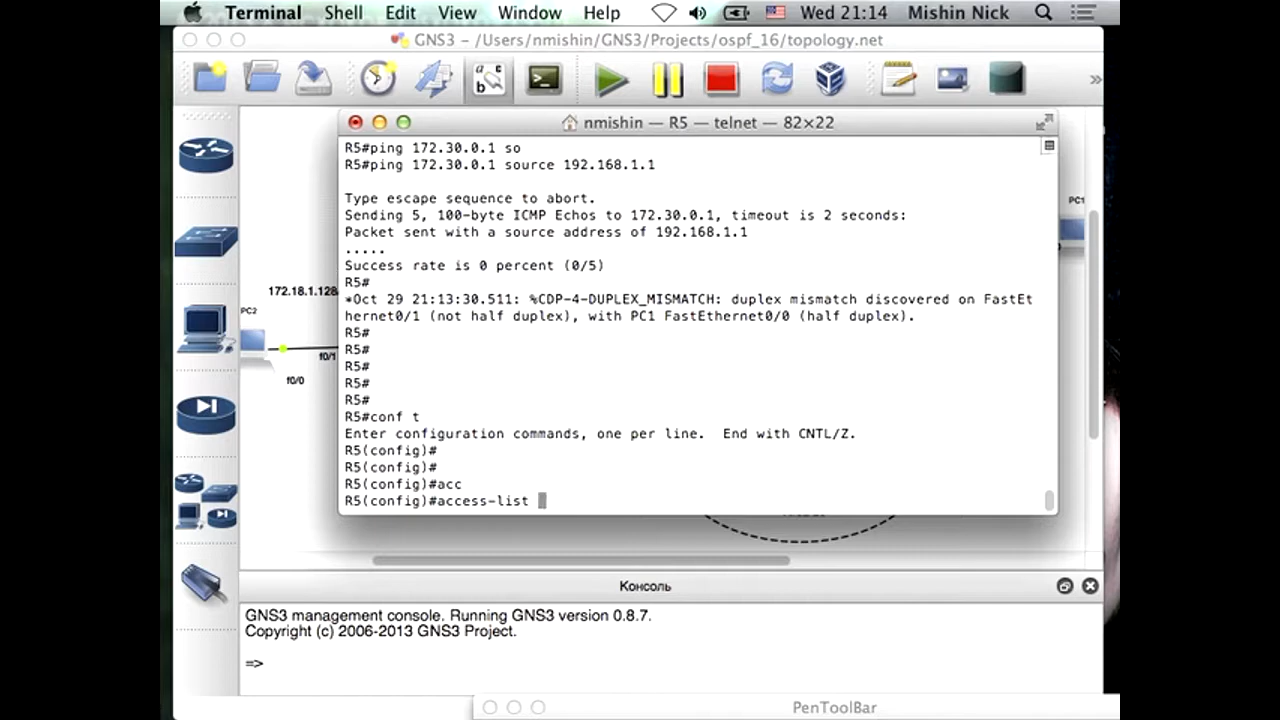 Terminal Shell Edit View Window Help Wed 21:14 Mishin Nick
GNS3 – /Users/nmishin/GNS3/Projects/ospf_16/topology.net
nmishin — R5 — telnet — 82×22
R5#ping 172.30.0.1 so
R5#ping 172.30.0.1 source 192.168.1.1
Type escape sequence to abort.
Sending 5, 100-byte ICMP Echos to 172.30.0.1, timeout is 2 seconds:
Packet sent with a source address of 192.168.1.1
.....
Success rate is 0 percent (0/5)
R5#
*Oct 29 21:13:30.511: %CDP-4-DUPLEX_MISMATCH: duplex mismatch discovered on FastEt
hernet0/1 (not half duplex), with PC1 FastEthernet0/0 (half duplex).
R5#
R5#
R5#
R5#
R5#
R5#conf t
Enter configuration commands, one per line. End with CNTL/Z.
R5(config)#
R5(config)#
R5(config)#acc
R5(config)#access-list
PC1
172.18.1.128
PC2
f0/1
f0/0
Консоль
GNS3 management console. Running GNS3 version 0.8.7.
Copyright (c) 2006-2013 GNS3 Project.
=>
PenToolBar